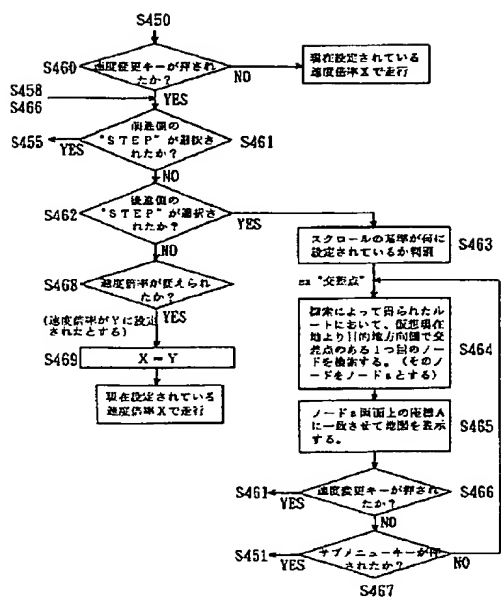 S450
S460
速度変更キーが押され
たか?
NO
現在設定されている
速度倍率Xで走行
S458
S466
YES
前進側の
"STEP"が選択さ
れたか?
S455
YES
S461
NO
後進側の
"STEP"が選択さ
れたか?
S462
YES
NO
スクロールの基準が何に
設定されているか判別
S463
S468
速度倍率が変えられ
たか?
ex "交差点"
(速度倍率がYに設定
されたとする)
YES
探索によって得られたル
ートにおいて、仮想現在
地より目的地方向側で交
差点のある1つ目のノー
ドを検索する。(そのノ
ードをノードaとする)
S464
S469
X=Y
現在設定されている
速度倍率Xで走行
ノードa画面上の座標A
に一致させて地図を表示
する。
S465
S461
YES
速度変更キーが押され
たか?
S466
NO
S451
YES
サブメニューキーが押
されたか?
NO
S467